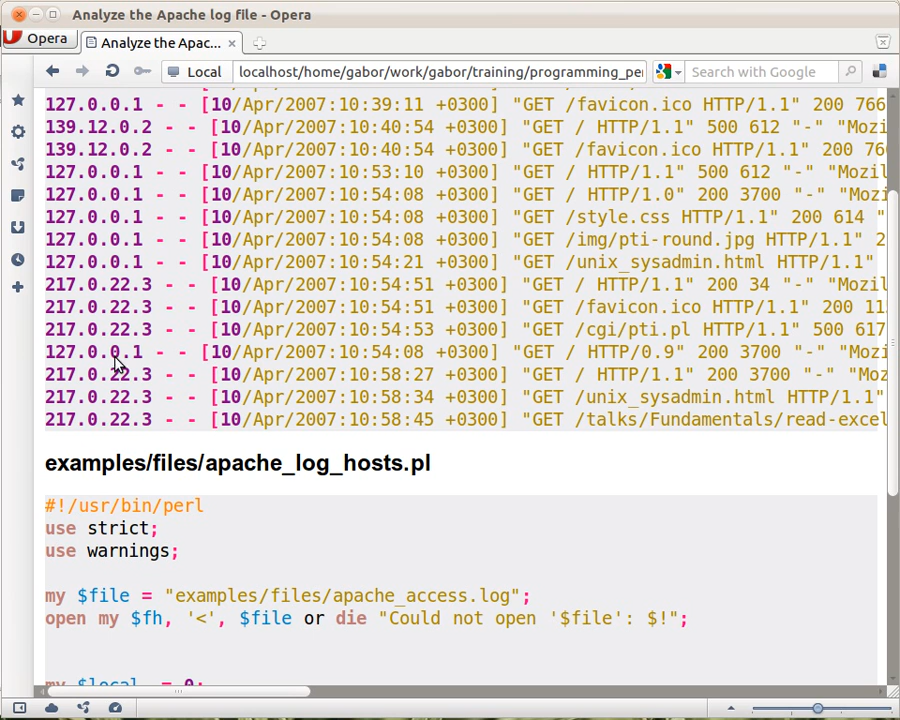 Analyze the Apache log file - Opera
Opera
Analyze the Apac...
Local
localhost/home/gabor/work/gabor/training/programming_per
Search with Google
127.0.0.1 - - [10/Apr/2007:10:39:11 +0300] "GET /favicon.ico HTTP/1.1" 200 766
139.12.0.2 - - [10/Apr/2007:10:40:54 +0300] "GET / HTTP/1.1" 500 612 "-" "Mozi
139.12.0.2 - - [10/Apr/2007:10:40:54 +0300] "GET /favicon.ico HTTP/1.1" 200 76
127.0.0.1 - - [10/Apr/2007:10:53:10 +0300] "GET / HTTP/1.1" 500 612 "-" "Mozil
127.0.0.1 - - [10/Apr/2007:10:54:08 +0300] "GET / HTTP/1.0" 200 3700 "-" "Mozi
127.0.0.1 - - [10/Apr/2007:10:54:08 +0300] "GET /style.css HTTP/1.1" 200 614 "
127.0.0.1 - - [10/Apr/2007:10:54:08 +0300] "GET /img/pti-round.jpg HTTP/1.1" 2
127.0.0.1 - - [10/Apr/2007:10:54:21 +0300] "GET /unix_sysadmin.html HTTP/1.1"
217.0.22.3 - - [10/Apr/2007:10:54:51 +0300] "GET / HTTP/1.1" 200 34 "-" "Mozil
217.0.22.3 - - [10/Apr/2007:10:54:51 +0300] "GET /favicon.ico HTTP/1.1" 200 11
217.0.22.3 - - [10/Apr/2007:10:54:53 +0300] "GET /cgi/pti.pl HTTP/1.1" 500 617
127.0.0.1 - - [10/Apr/2007:10:54:08 +0300] "GET / HTTP/0.9" 200 3700 "-" "Mozi
217.0.22.3 - - [10/Apr/2007:10:58:27 +0300] "GET / HTTP/1.1" 200 3700 "-" "Moz
217.0.22.3 - - [10/Apr/2007:10:58:34 +0300] "GET /unix_sysadmin.html HTTP/1.1"
217.0.22.3 - - [10/Apr/2007:10:58:45 +0300] "GET /talks/Fundamentals/read-excel
examples/files/apache_log_hosts.pl
#!/usr/bin/perl
use strict;
use warnings;
my $file = "examples/files/apache_access.log";
open my $fh, '<', $file or die "Could not open '$file': $!";
my $local = 0;